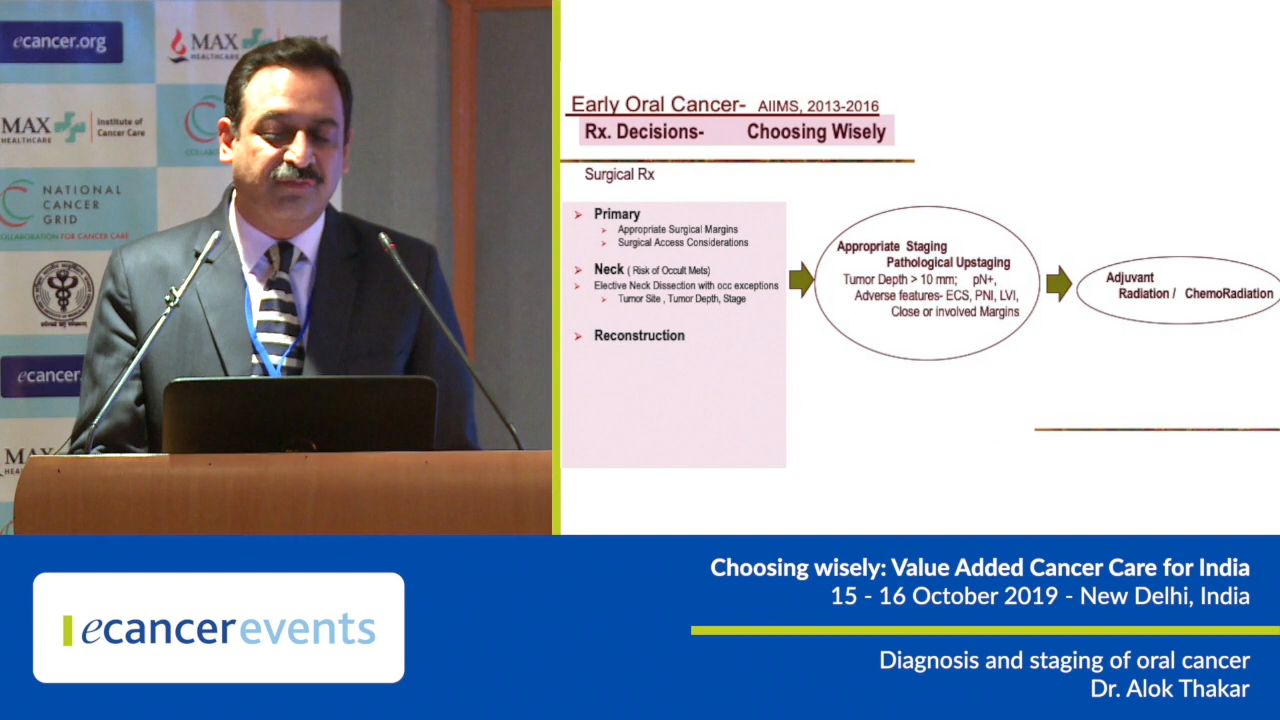 ecancer.org
MAX
HEALTHCARE
MAX
HEALTHCARE
Institute of
Cancer Care
NATIONAL
CANCER
GRID
COLLABORATION FOR CANCER CARE
ecancer.
MA
Early Oral Cancer- AIIMS, 2013-2016
Rx. Decisions- Choosing Wisely
Surgical Rx
Primary
Appropriate Surgical Margins
Surgical Access Considerations
Neck ( Risk of Occult Mets)
Elective Neck Dissection with occ exceptions
Tumor Site , Tumor Depth, Stage
Reconstruction
Appropriate Staging
Pathological Upstaging
Tumor Depth > 10 mm; pN+,
Adverse features- ECS, PNI, LVI,
Close or involved Margins
Adjuvant
Radiation / ChemoRadiation
ecancerevents
Choosing wisely: Value Added Cancer Care for India
15 - 16 October 2019 - New Delhi, India
Diagnosis and staging of oral cancer
Dr. Alok Thakar